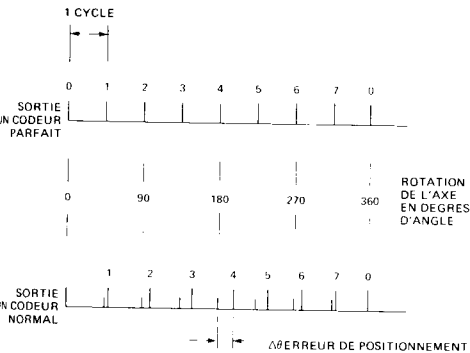 1 CYCLE
0 1 2 3 4 5 6 7 0
SORTIE
UN CODEUR
PARFAIT
0 90 180 270 360
ROTATION
DE L'AXE
EN DEGRES
D'ANGLE
1 2 3 4 5 6 7 0
SORTIE
UN CODEUR
NORMAL
Δθ ERREUR DE POSITIONNEMENT